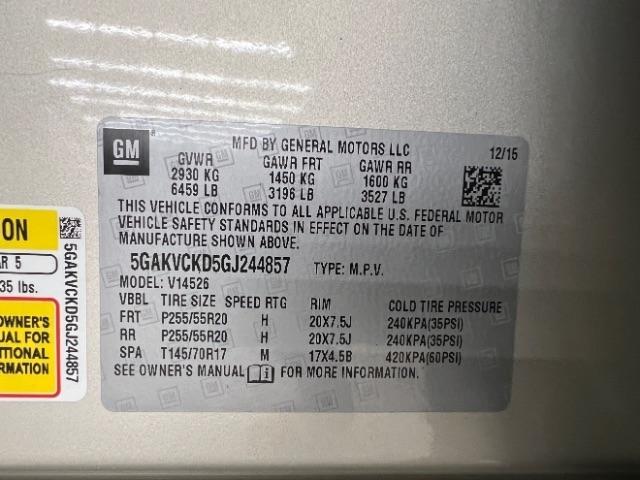 GM
MFD BY GENERAL MOTORS LLC
12/15
GVWR GAWR FRT GAWR RR
2930 KG 1450 KG 1600 KG
6459 LB 3196 LB 3527 LB
THIS VEHICLE CONFORMS TO ALL APPLICABLE U.S. FEDERAL MOTOR
VEHICLE SAFETY STANDARDS IN EFFECT ON THE DATE OF
MANUFACTURE SHOWN ABOVE.
5GAKVCKD5GJ244857 TYPE: M.P.V.
MODEL: V14526
VBBL TIRE SIZE SPEED RTG RIM COLD TIRE PRESSURE
FRT P255/55R20 H 20X7.5J 240KPA(35PSI)
RR P255/55R20 H 20X7.5J 240KPA(35PSI)
SPA T145/70R17 M 17X4.5B 420KPA(60PSI)
SEE OWNER'S MANUAL FOR MORE INFORMATION.
ON
AR 5
35 lbs.
OWNER'S
UAL FOR
ITIONAL
RMATION
5GAKVCKD5GJ244857